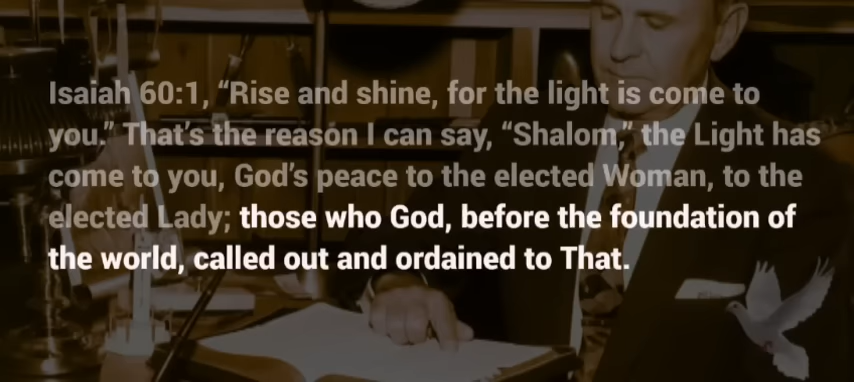 Isaiah 60:1, “Rise and shine, for the light is come to
you.” That’s the reason I can say, “Shalom,” the Light has
come to you, God’s peace to the elected Woman, to the
elected Lady; those who God, before the foundation of
the world, called out and ordained to That.